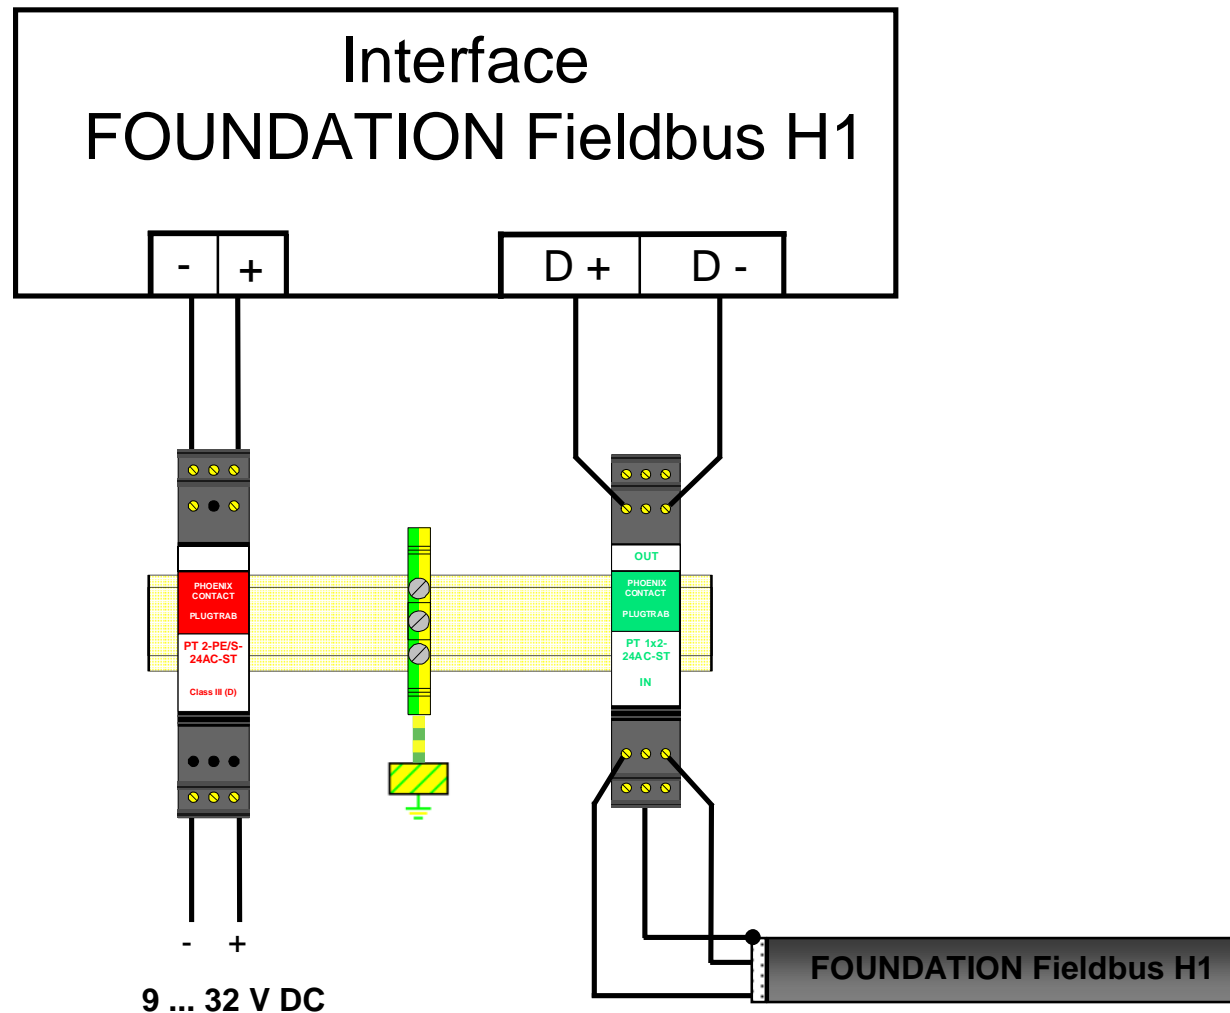 Interface
FOUNDATION Fieldbus H1
- +
D + D -
OUT
PHOENIX
CONTACT
PLUGTRAB
PT 2-PE/S-
24AC-ST
Class III (D)
PHOENIX
CONTACT
PLUGTRAB
PT 1x2-
24AC-ST
IN
- +
9 ... 32 V DC
FOUNDATION Fieldbus H1